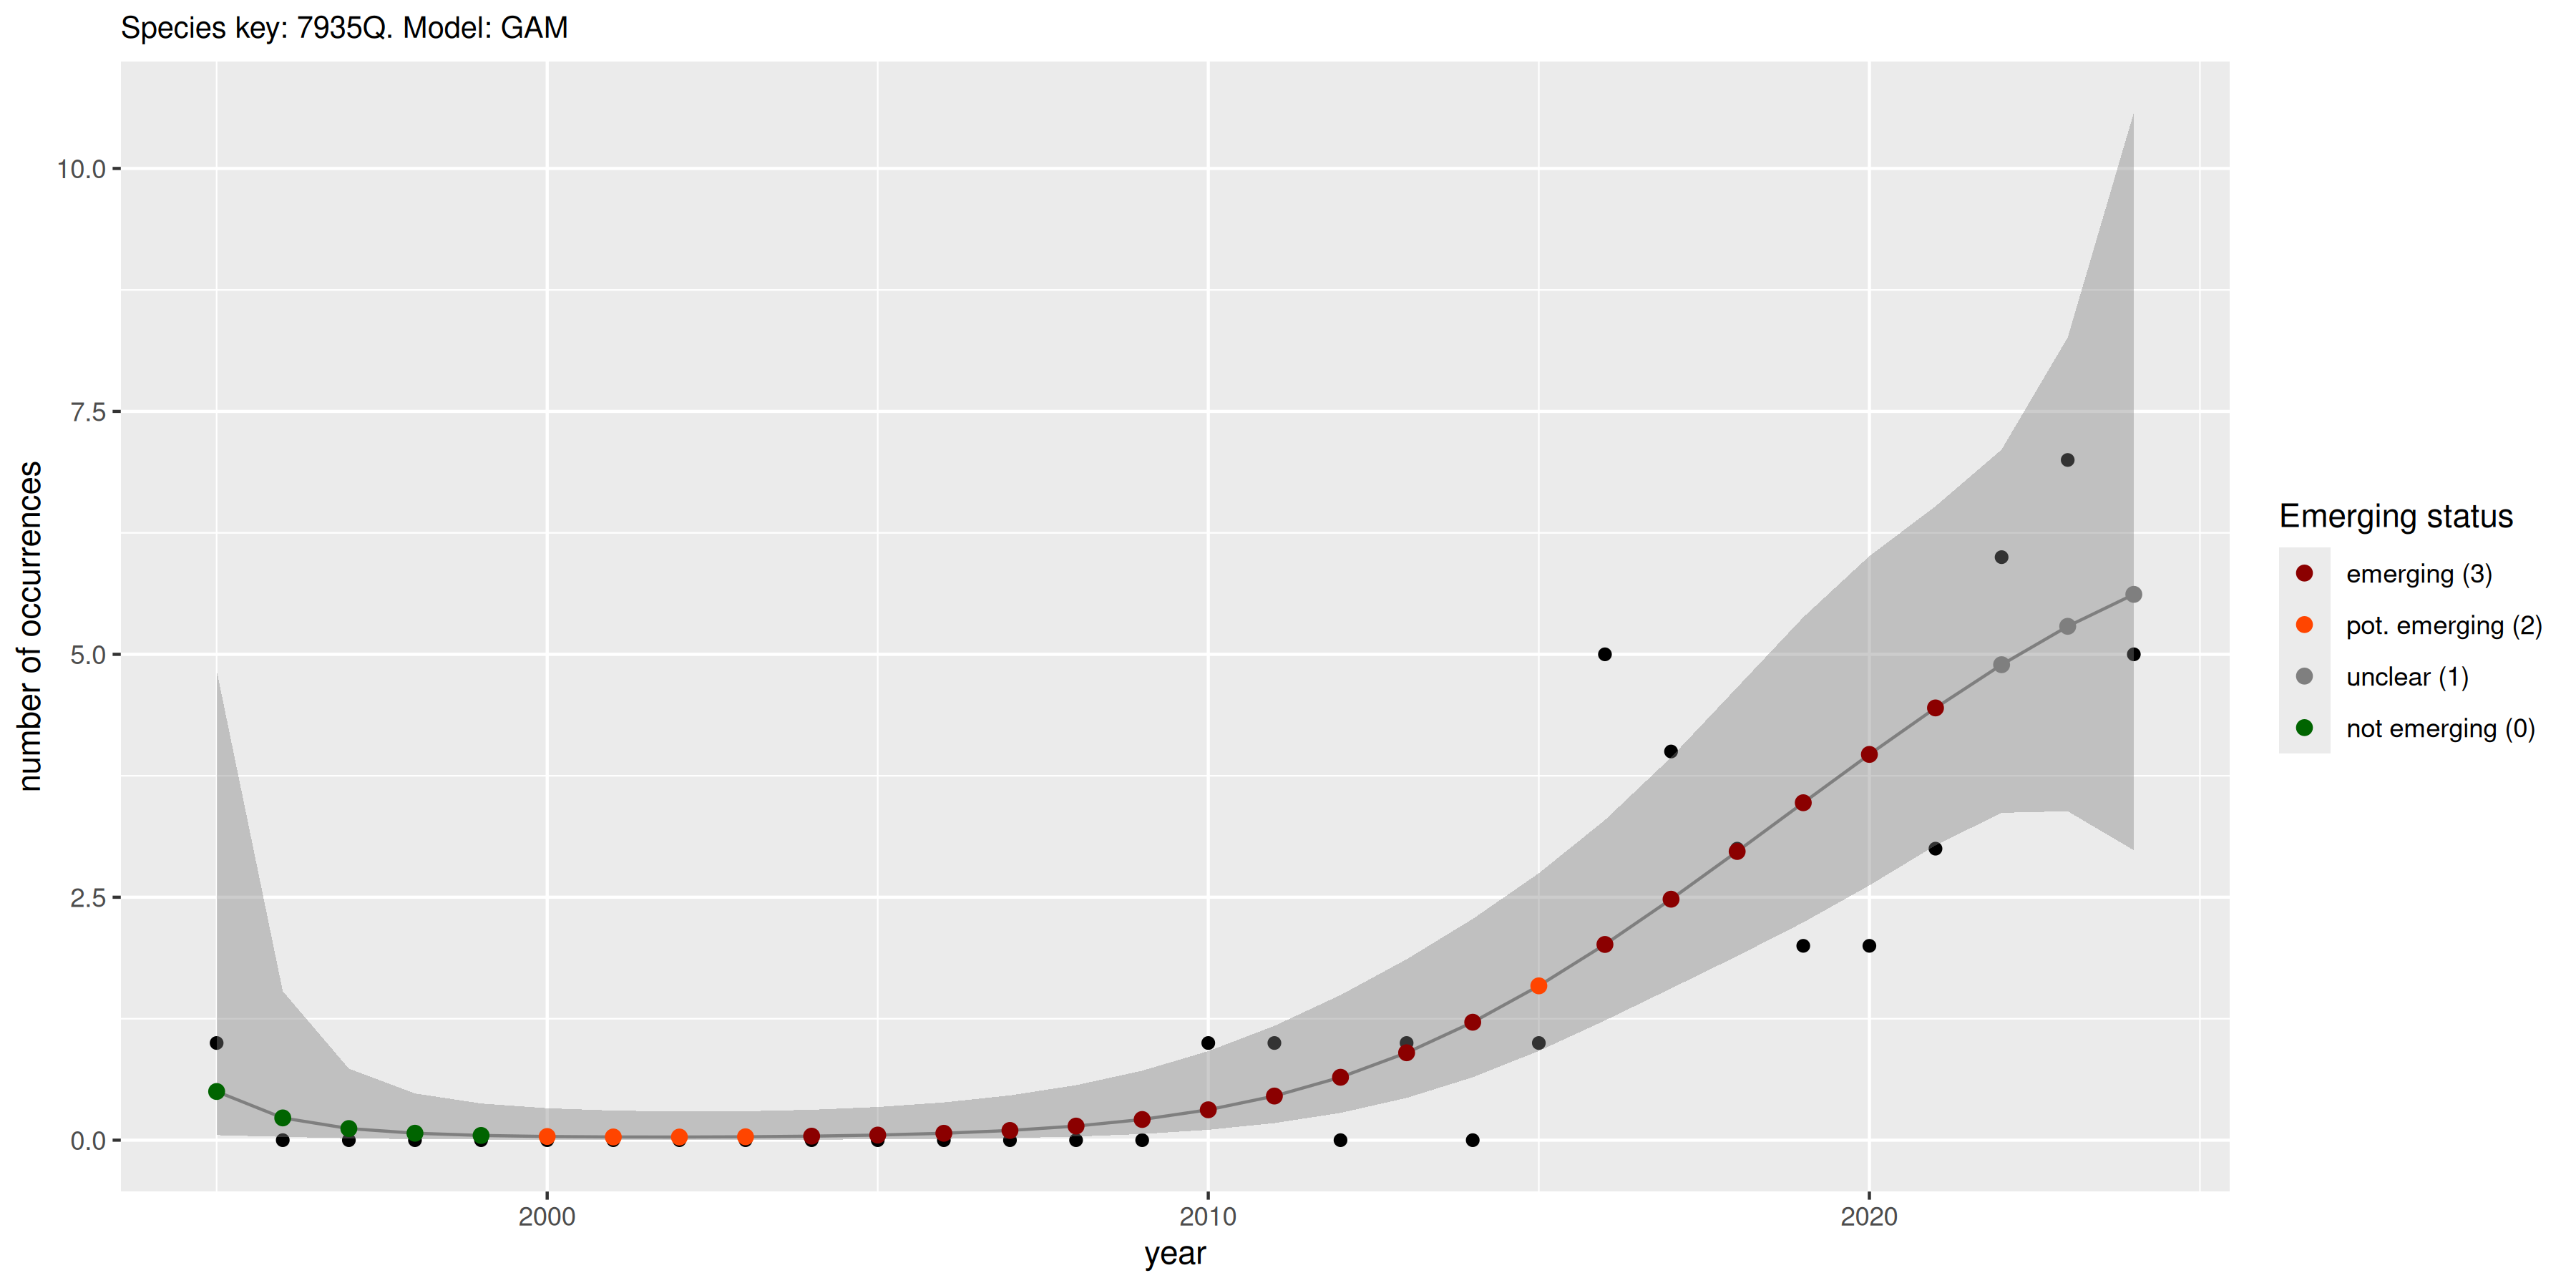 Species key: 7935Q. Model: GAM
10.0
7.5
5.0
2.5
0.0
number of occurrences
2000
2010
2020
year
Emerging status
emerging (3)
pot. emerging (2)
unclear (1)
not emerging (0)